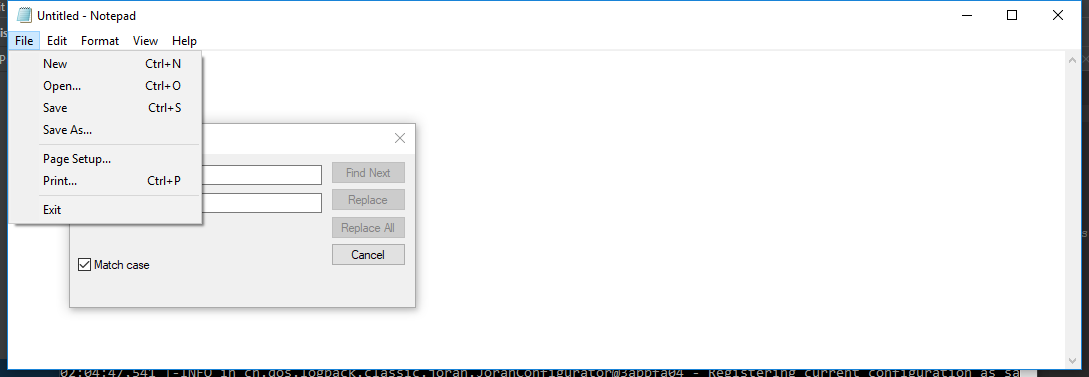 Untitled - Notepad
File Edit Format View Help
New Ctrl+N
Open... Ctrl+O
Save Ctrl+S
Save As...
Page Setup...
Print... Ctrl+P
Exit
Find Next
Replace
Replace All
Cancel
Match case
02:04:47.541 |-INFO in ch.qos.logback.classic.joran.JoranConfigurator@3abbfa04 - Registering current configuration as sa